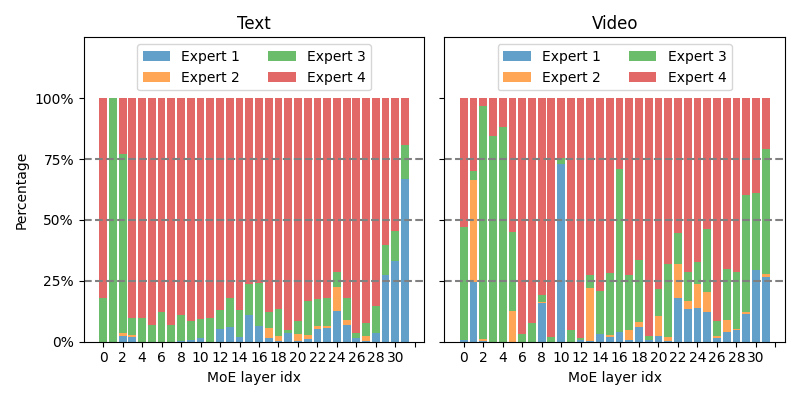 Text
Expert 1
Expert 2
Expert 3
Expert 4
100%
75%
50%
25%
0%
Percentage
0 2 4 6 8 10 12 14 16 18 20 22 24 26 28 30
MoE layer idx
Video
Expert 1
Expert 2
Expert 3
Expert 4
0 2 4 6 8 10 12 14 16 18 20 22 24 26 28 30
MoE layer idx